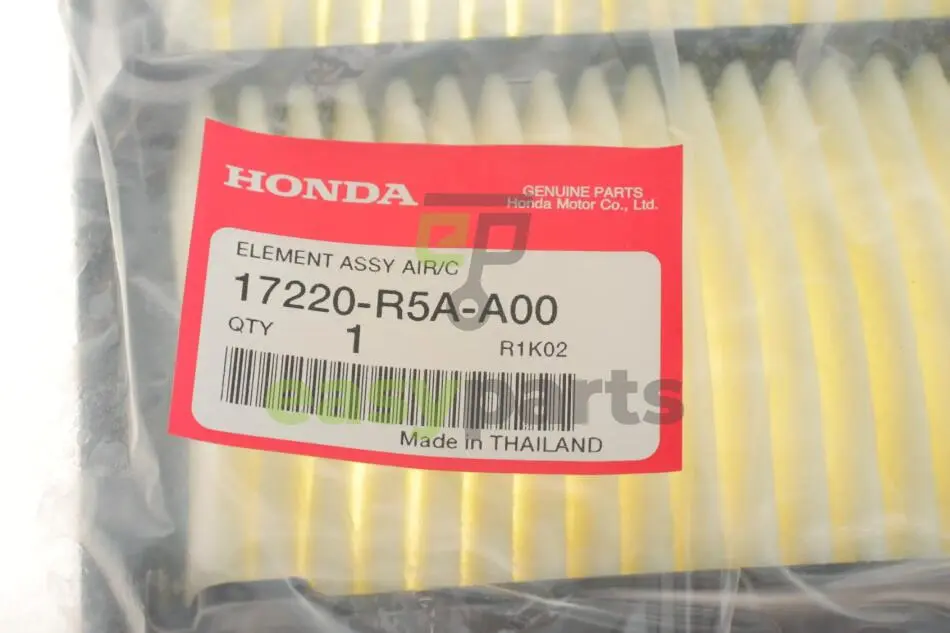 HONDA
GENUINE PARTS
Honda Motor Co., Ltd.
ELEMENT ASSY AIR/C
17220-R5A-A00
QTY 1 R1K02
easyparts
Made in THAILAND